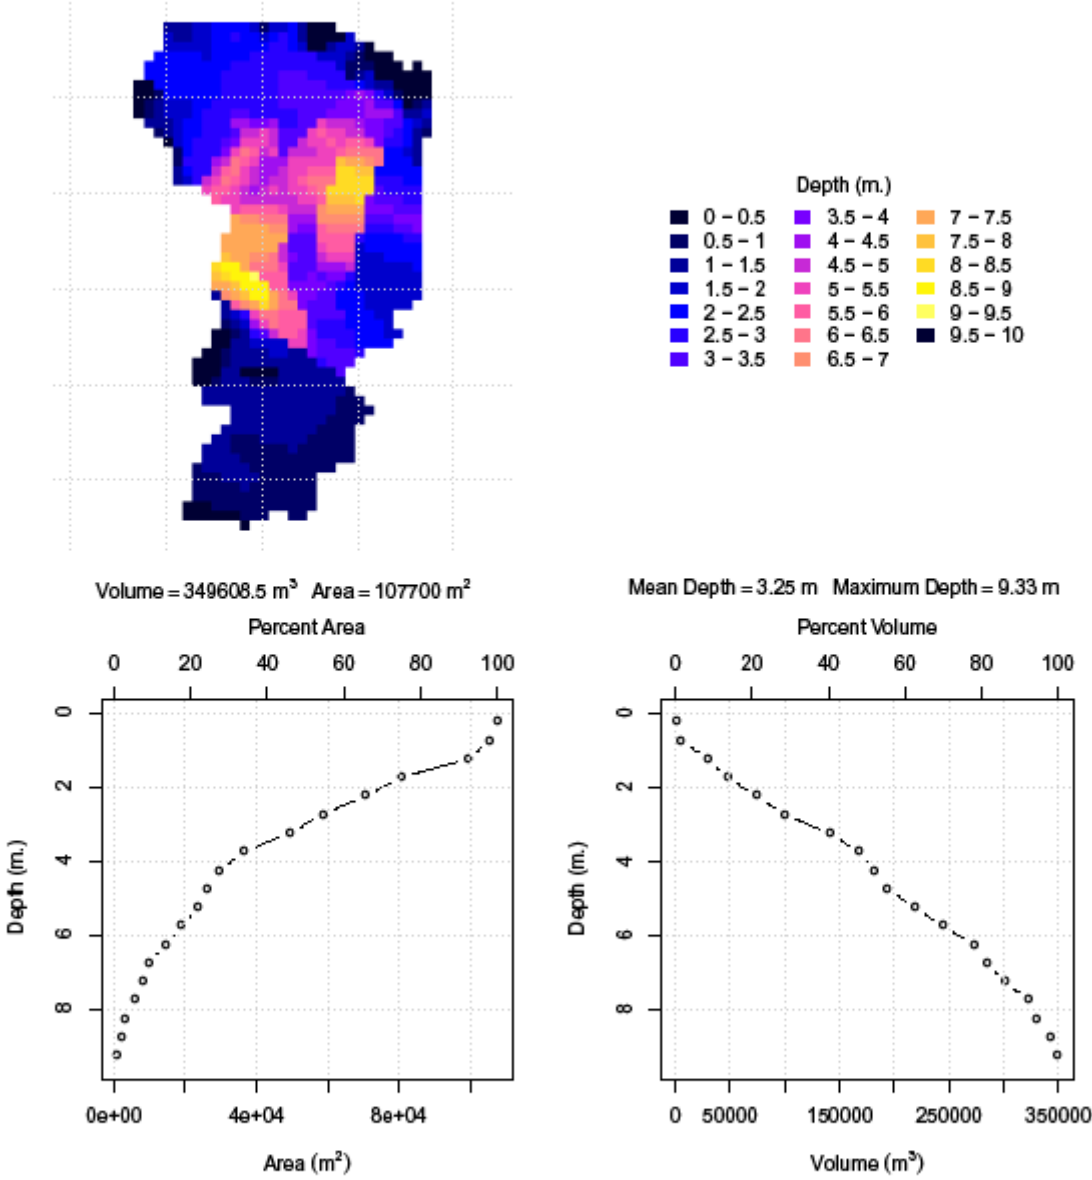 Depth (m.)
0 – 0.5 3.5 – 4 7 – 7.5
0.5 – 1 4 – 4.5 7.5 – 8
1 – 1.5 4.5 – 5 8 – 8.5
1.5 – 2 5 – 5.5 8.5 – 9
2 – 2.5 5.5 – 6 9 – 9.5
2.5 – 3 6 – 6.5 9.5 – 10
3 – 3.5 6.5 – 7
Volume = 349608.5 m³ Area = 107700 m²
Percent Area
0 20 40 60 80 100
0
2
4
6
8
Depth (m.)
0e+00 4e+04 8e+04
Area (m²)
Mean Depth = 3.25 m Maximum Depth = 9.33 m
Percent Volume
0 20 40 60 80 100
0
2
4
6
8
Depth (m.)
0 50000 150000 250000 350000
Volume (m³)